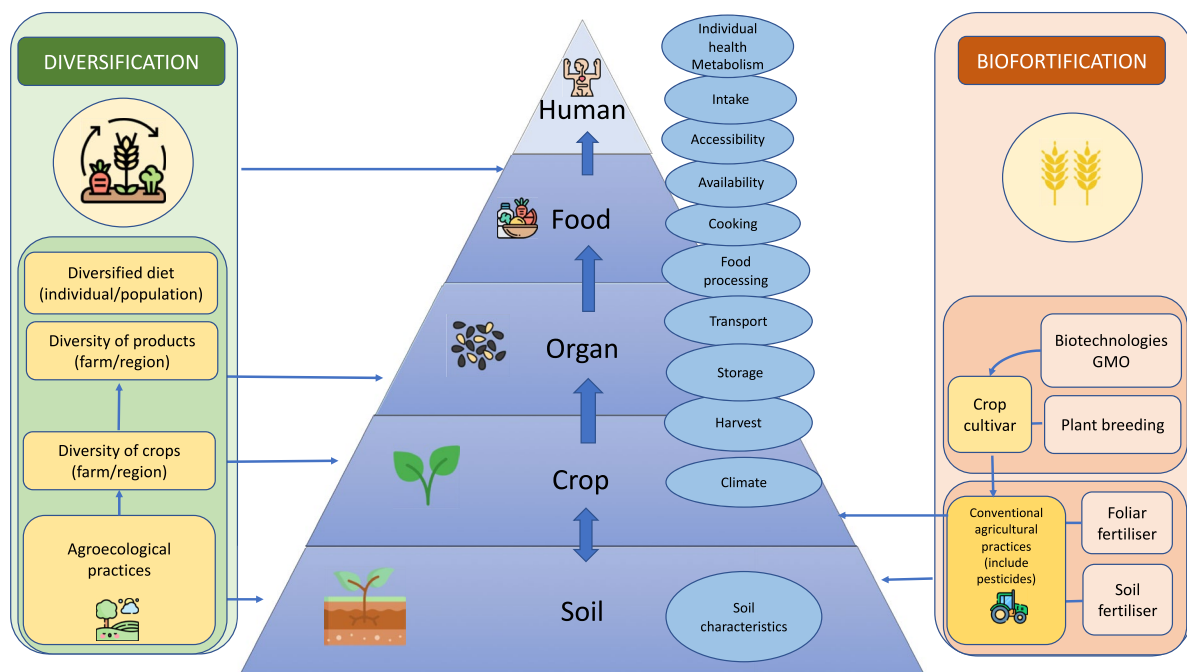 DIVERSIFICATION
Diversified diet
(individual/population)
Diversity of products
(farm/region)
Diversity of crops
(farm/region)
Agroecological
practices
Human
Food
Organ
Crop
Soil
Individual
health
Metabolism
Intake
Accessibility
Availability
Cooking
Food
processing
Transport
Storage
Harvest
Climate
Soil
characteristics
BIOFORTIFICATION
Biotechnologies
GMO
Crop
cultivar
Plant breeding
Conventional
agricultural
practices
(include
pesticides)
Foliar
fertiliser
Soil
fertiliser